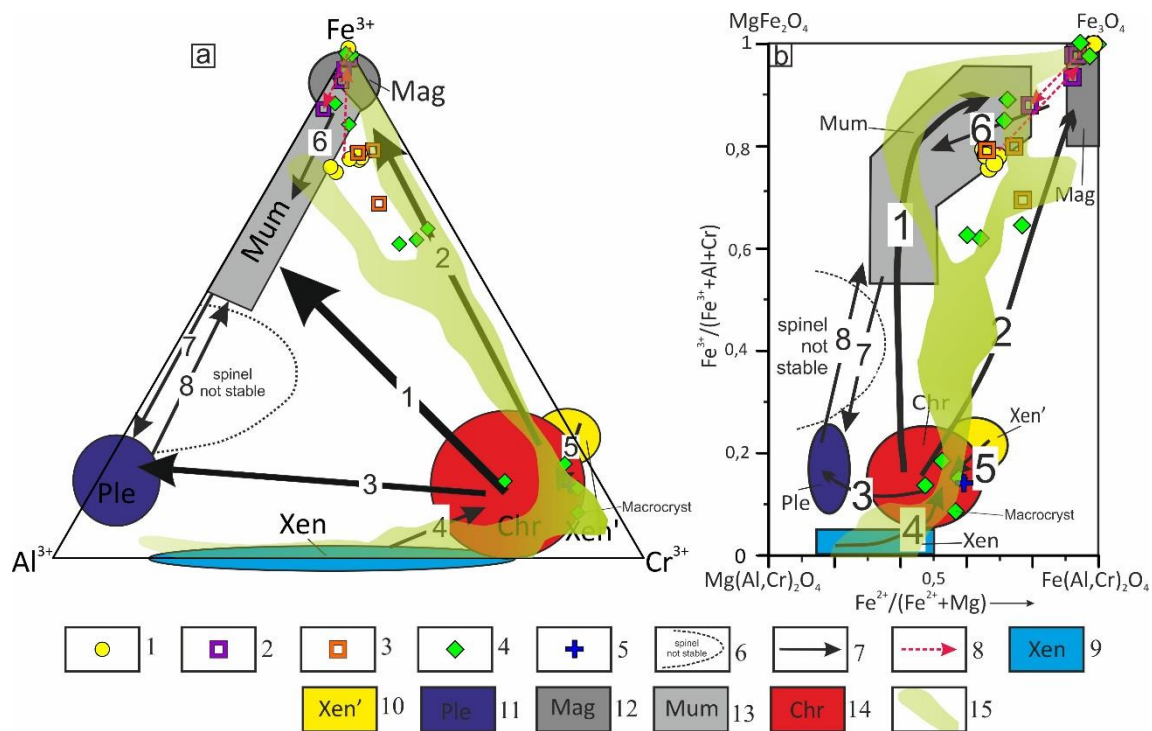 a
Fe3+
Mag
6
Mum
2
7
8
spinel
not stable
1
5
Ple
3
Xen
4
Chr
Xen'
Macrocryst
Al3+
Cr3+
MgFe2O4
Fe3O4
b
1
0,8
0,6
0,4
0,2
0
Fe3+/(Fe3++Al+Cr)
Mum
6
Mag
1
spinel
not stable
8
7
2
Chr
Xen'
5
Ple
3
Macrocryst
4
Xen
Mg(Al,Cr)2O4
0,5
Fe(Al,Cr)2O4
Fe2+/(Fe2++Mg)
1
2
3
4
5
spinel
not stable
6
7
8
Xen 9
Xen' 10
Ple 11
Mag 12
Mum 13
Chr 14
15